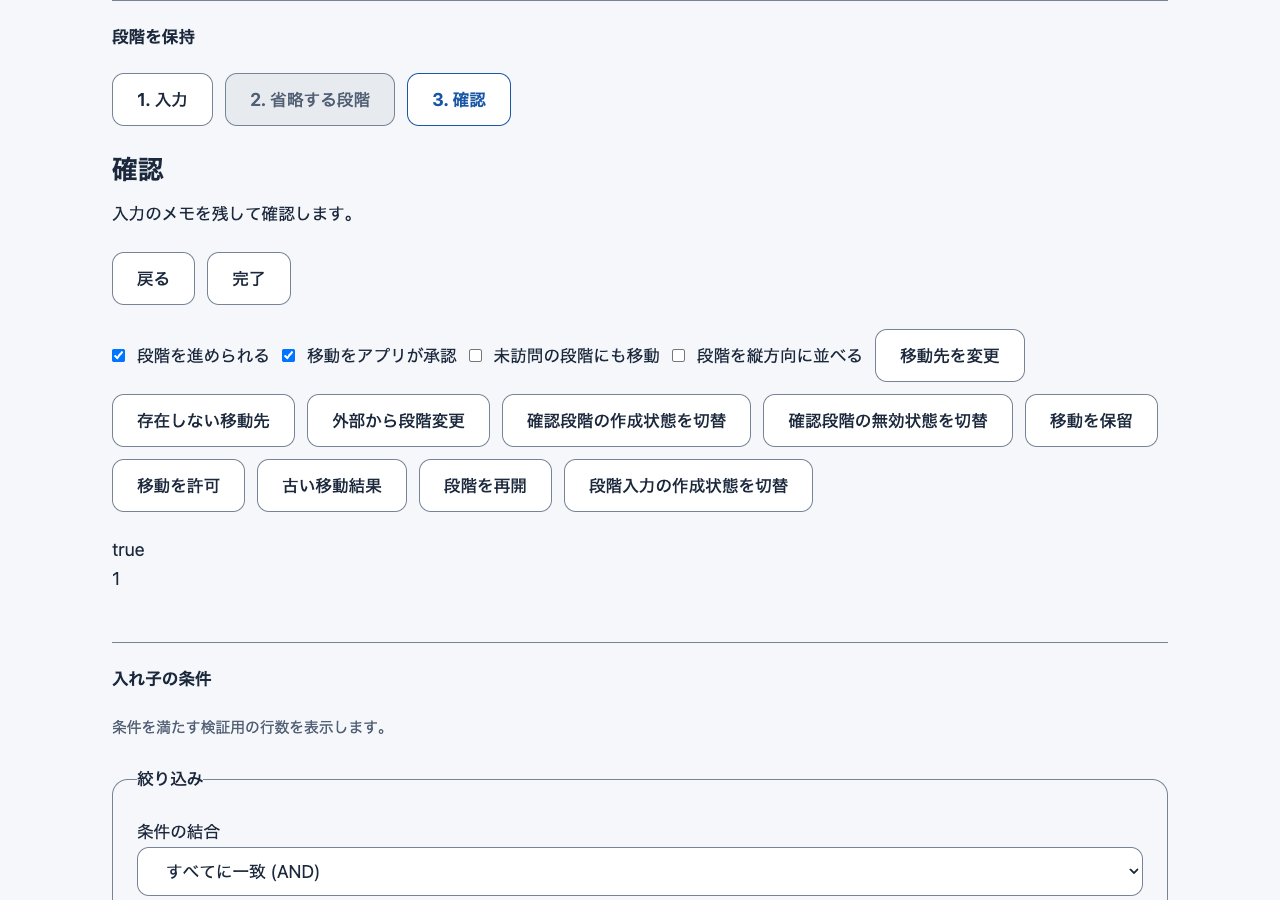 段階を保持
1. 入力 2. 省略する段階 3. 確認
確認
入力のメモを残して確認します。
戻る 完了
段階を進められる 移動をアプリが承認 未訪問の段階にも移動 段階を縦方向に並べる 移動先を変更
存在しない移動先 外部から段階変更 確認段階の作成状態を切替 確認段階の無効状態を切替 移動を保留
移動を許可 古い移動結果 段階を再開 段階入力の作成状態を切替
true
1
入れ子の条件
条件を満たす検証用の行数を表示します。
絞り込み
条件の結合
すべてに一致 (AND)